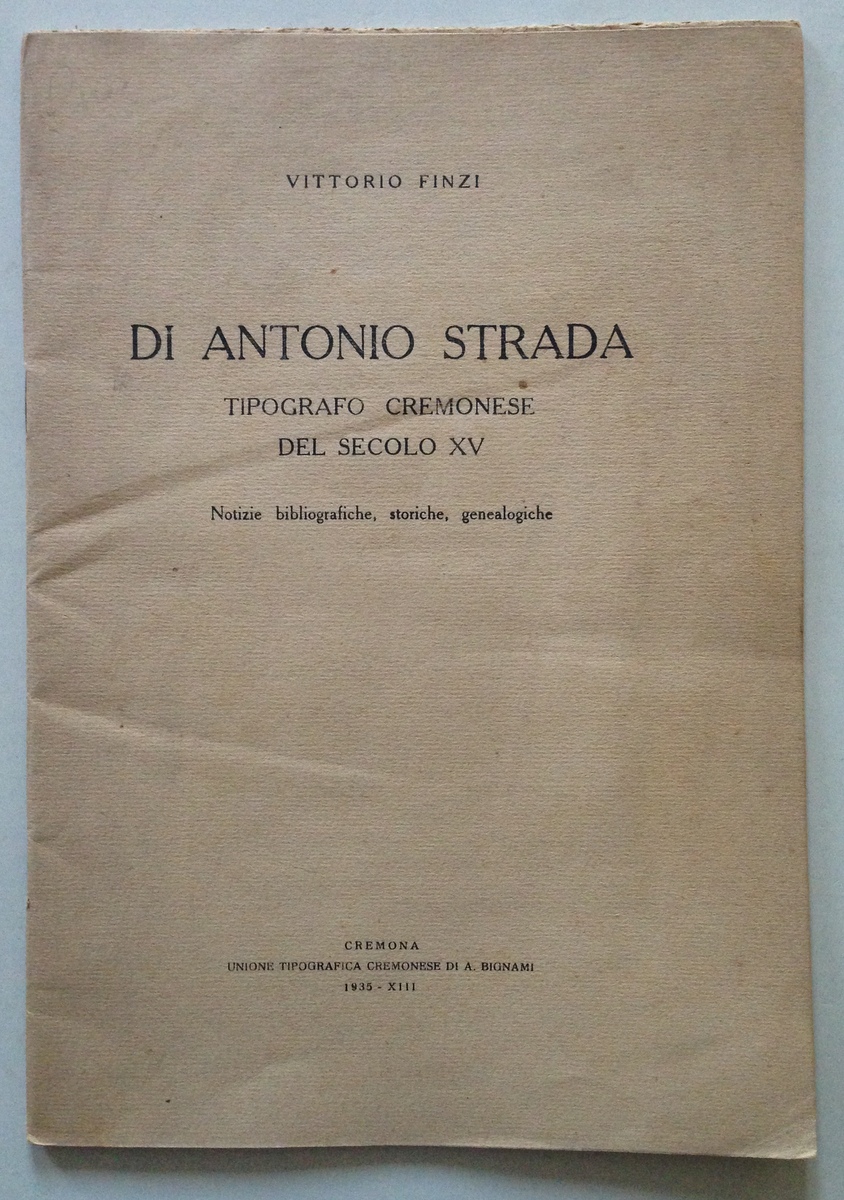 VITTORIO FINZI
DI ANTONIO STRADA
TIPOGRAFO CREMONESE
DEL SECOLO XV
Notizie bibliografiche, storiche, genealogiche
CREMONA
UNIONE TIPOGRAFICA CREMONESE DI A. BIGNAMI
1935 - XIII